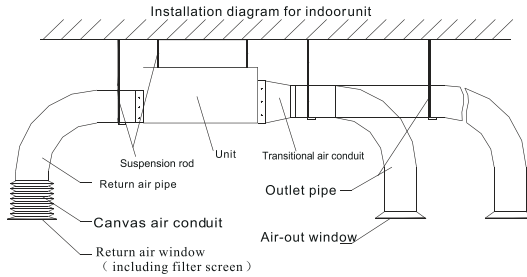 Installation diagram for indoorunit
Suspension rod
Unit
Transitional air conduit
Return air pipe
Outlet pipe
Canvas air conduit
Air-out window
Return air window
( including filter screen )